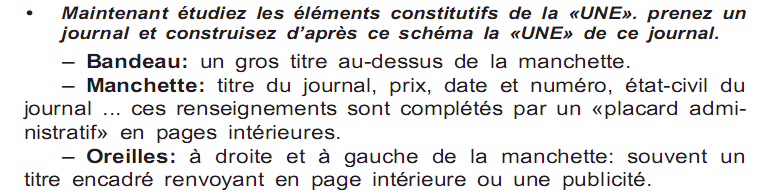 • Maintenant étudiez les éléments constitutifs de la «UNE». prenez un
journal et construisez d'après ce schéma la «UNE» de ce journal.
– Bandeau: un gros titre au-dessus de la manchette.
– Manchette: titre du journal, prix, date et numéro, état-civil du
journal ... ces renseignements sont complétés par un «placard admi-
nistratif» en pages intérieures.
– Oreilles: à droite et à gauche de la manchette: souvent un
titre encadré renvoyant en page intérieure ou une publicité.